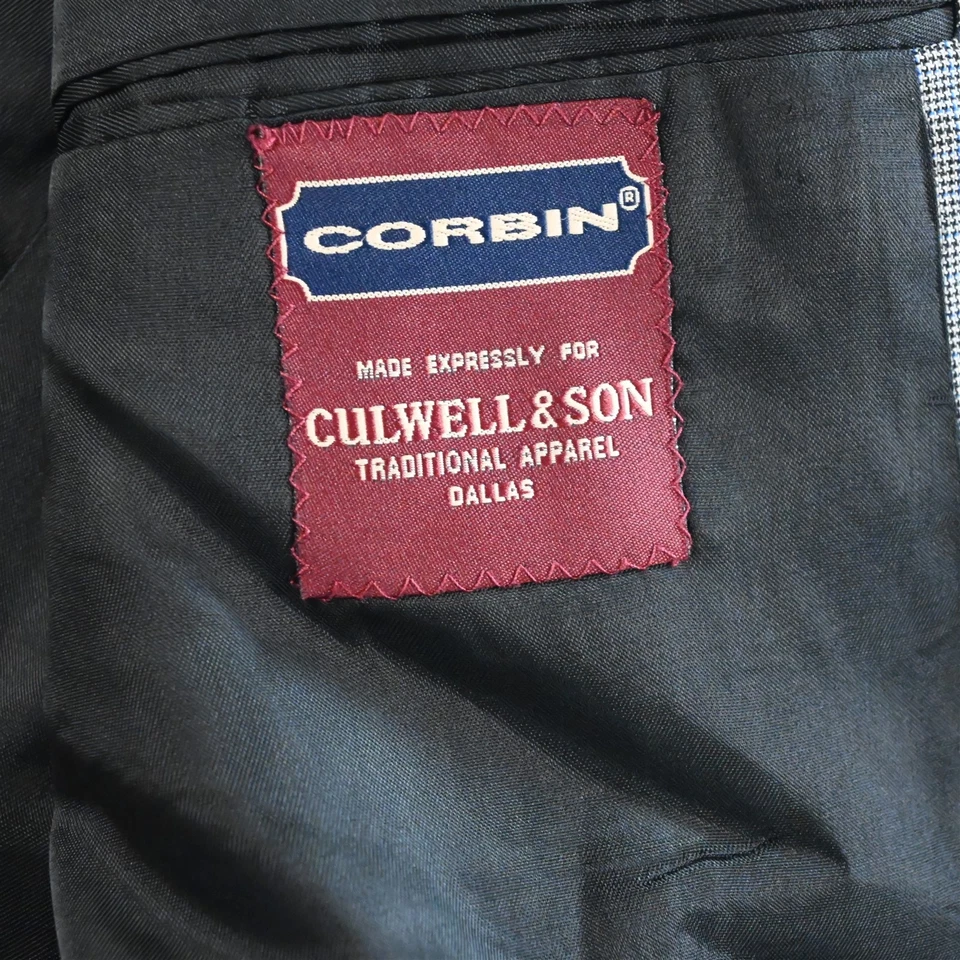 CORBIN®
MADE EXPRESSLY FOR
CULWELL & SON
TRADITIONAL APPAREL
DALLAS